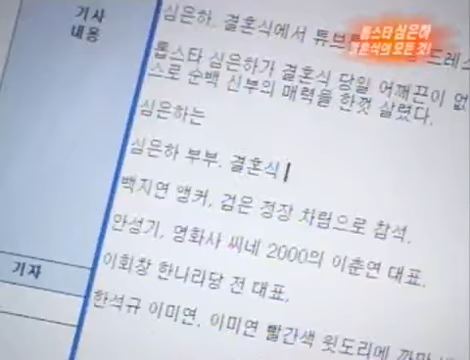 기사
내용
톱스타 심은하
결혼식의 모든 것!
심은하, 결혼식에서 튜브 드레스
톱스타 심은하가 결혼식 당일 어깨끈이 없
스로 순백 신부의 매력을 한껏 살렸다.
심은하는
심은하 부부. 결혼식
백지연 앵커, 검은 정장 차람으로 참석.
안성기, 영화사 씨네 2000의 이춘연 대표.
이회창 한나라당 전 대표.
기자
한석규 이미연. 이미연 빨간색 윗도리에